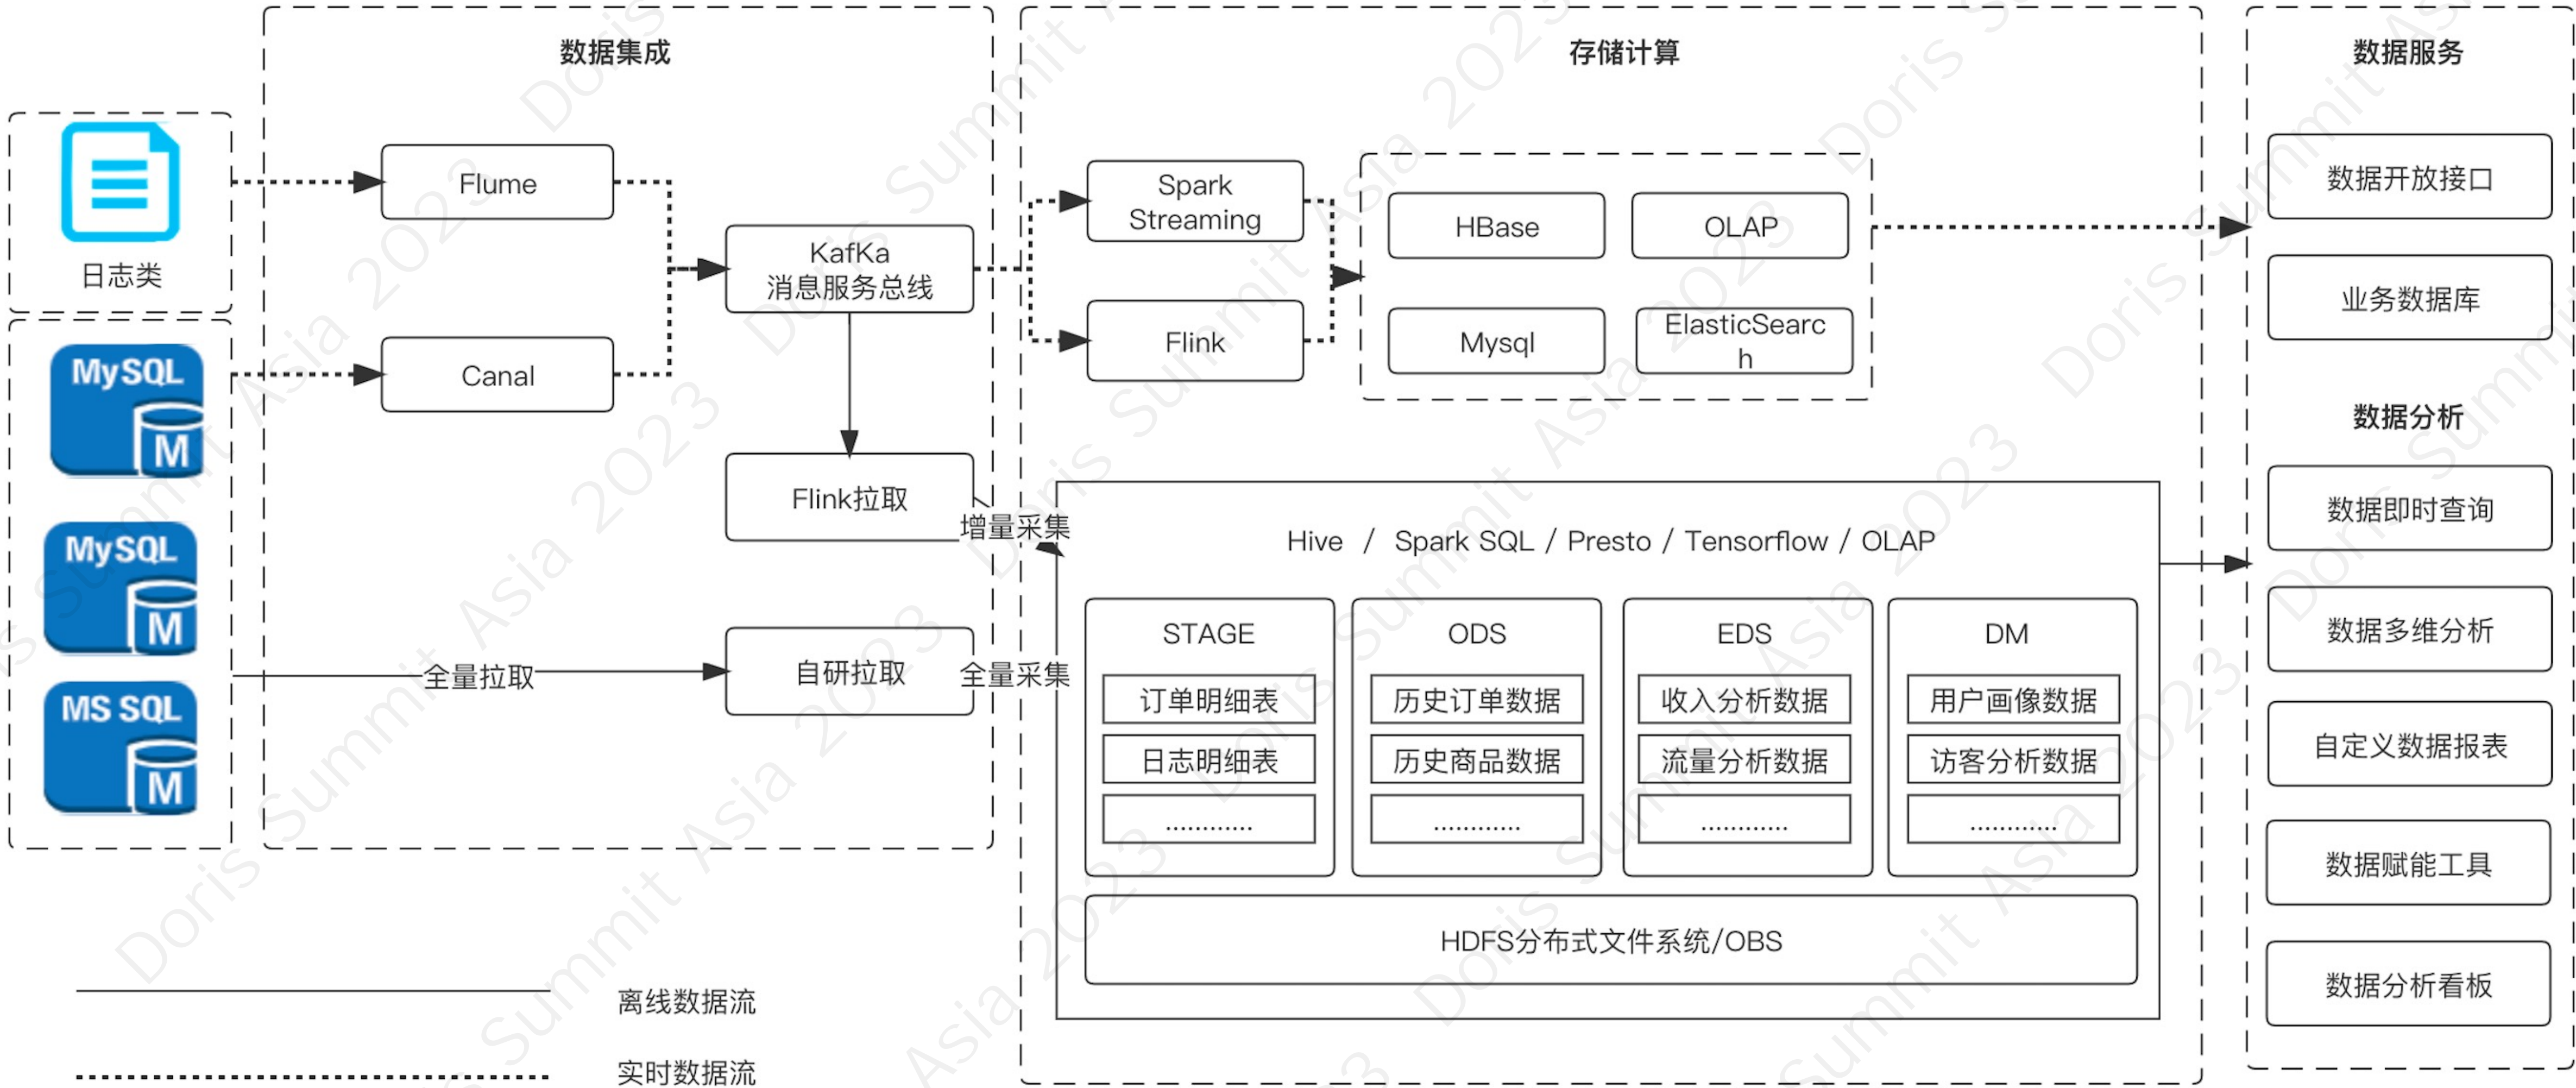 数据集成
存储计算
数据服务
日志类
Flume
Canal
KafKa
消息服务总线
Spark
Streaming
Flink
HBase
OLAP
Mysql
ElasticSearc
h
数据开放接口
业务数据库
MySQL
M
MySQL
M
MS SQL
M
Flink拉取
增量采集
全量拉取
自研拉取
全量采集
Hive / Spark SQL / Presto / Tensorflow / OLAP
STAGE
订单明细表
日志明细表
............
ODS
历史订单数据
历史商品数据
............
EDS
收入分析数据
流量分析数据
............
DM
用户画像数据
访客分析数据
............
HDFS分布式文件系统/OBS
数据分析
数据即时查询
数据多维分析
自定义数据报表
数据赋能工具
数据分析看板
离线数据流
实时数据流
Doris Summit Asia 2023